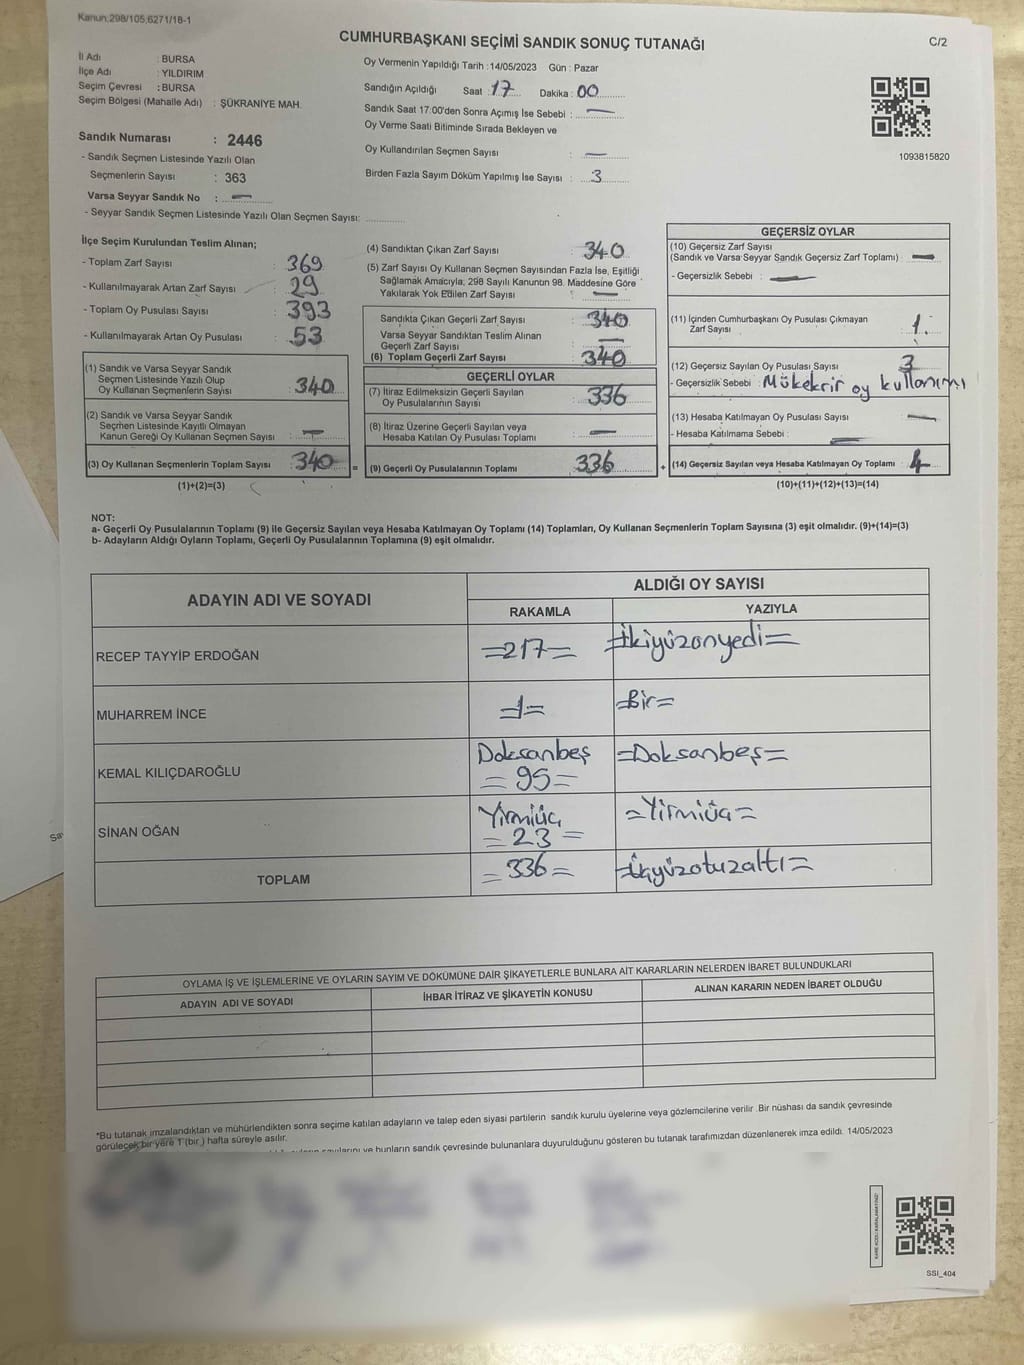 Kanun;298/105,6271/18-1
CUMHURBAŞKANI SEÇİMİ SANDIK SONUÇ TUTANAĞI
C/2
İl Adı : BURSA
İlçe Adı : YILDIRIM
Seçim Çevresi : BURSA
Seçim Bölgesi (Mahalle Adı) : ŞÜKRANİYE MAH.
Sandık Numarası : 2446
- Sandık Seçmen Listesinde Yazılı Olan
Seçmenlerin Sayısı : 363
Varsa Seyyar Sandık No : —
- Seyyar Sandık Seçmen Listesinde Yazılı Olan Seçmen Sayısı: ............
Oy Vermenin Yapıldığı Tarih : 14/05/2023 Gün : Pazar
Sandığın Açıldığı Saat : 17 Dakika : 00
Sandık Saat 17:00'den Sonra Açımış İse Sebebi : —
Oy Verme Saati Bitiminde Sırada Bekleyen ve
Oy Kullandırılan Seçmen Sayısı : —
Birden Fazla Sayım Döküm Yapılmış İse Sayısı : 3
1093815820
İlçe Seçim Kurulundan Teslim Alınan;
- Toplam Zarf Sayısı : 369
- Kullanılmayarak Artan Zarf Sayısı : 29
- Toplam Oy Pusulası Sayısı : 393
- Kullanılmayarak Artan Oy Pusulası : 53
(1) Sandık ve Varsa Seyyar Sandık
Seçmen Listesinde Yazılı Olup
Oy Kullanan Seçmenlerin Sayısı : 340
(2) Sandık ve Varsa Seyyar Sandık
Seçmen Listesinde Kayıtlı Olmayan
Kanun Gereği Oy Kullanan Seçmen Sayısı : —
(3) Oy Kullanan Seçmenlerin Toplam Sayısı : 340
(1)+(2)=(3)
(4) Sandıktan Çıkan Zarf Sayısı : 340
(5) Zarf Sayısı Oy Kullanan Seçmen Sayısından Fazla İse, Eşitliği
Sağlamak Amacıyla; 298 Sayılı Kanunun 98. Maddesine Göre
Yakılarak Yok Edilen Zarf Sayısı : —
Sandıkta Çıkan Geçerli Zarf Sayısı : 340
Varsa Seyyar Sandıktan Teslim Alınan
Geçerli Zarf Sayısı : —
(6) Toplam Geçerli Zarf Sayısı : 340
GEÇERLİ OYLAR
(7) İtiraz Edilmeksizin Geçerli Sayılan
Oy Pusulalarının Sayısı : 336
(8) İtiraz Üzerine Geçerli Sayılan veya
Hesaba Katılan Oy Pusulası Toplamı : —
= (9) Geçerli Oy Pusulalarının Toplamı 336
GEÇERSİZ OYLAR
(10) Geçersiz Zarf Sayısı
(Sandık ve Varsa Seyyar Sandık Geçersiz Zarf Toplamı) : —
- Geçersizlik Sebebi : —
(11) İçinden Cumhurbaşkanı Oy Pusulası Çıkmayan
Zarf Sayısı : 1.
(12) Geçersiz Sayılan Oy Pusulası Sayısı : 3
- Geçersizlik Sebebi : Mükekrir oy kullanımı
(13) Hesaba Katılmayan Oy Pusulası Sayısı : —
- Hesaba Katılmama Sebebi : —
+ (14) Geçersiz Sayılan veya Hesaba Katılmayan Oy Toplamı : 4
(10)+(11)+(12)+(13)=(14)
NOT:
a- Geçerli Oy Pusulalarının Toplamı (9) ile Geçersiz Sayılan veya Hesaba Katılmayan Oy Toplamı (14) Toplamları, Oy Kullanan Seçmenlerin Toplam Sayısına (3) eşit olmalıdır. (9)+(14)=(3)
b- Adayların Aldığı Oyların Toplamı, Geçerli Oy Pusulalarının Toplamına (9) eşit olmalıdır.
ADAYIN ADI VE SOYADI
ALDIĞI OY SAYISI
RAKAMLA YAZIYLA
RECEP TAYYİP ERDOĞAN =217= =İkiyüzonyedi=
MUHARREM İNCE =1= =Bir=
KEMAL KILIÇDAROĞLU Doksanbeş =95= =Doksanbeş=
SİNAN OĞAN Yirmiüç =23= =Yirmiüç=
TOPLAM =336= =Üçyüzotuzaltı=
OYLAMA İŞ VE İŞLEMLERİNE VE OYLARIN SAYIM VE DÖKÜMÜNE DAİR ŞİKAYETLERLE BUNLARA AİT KARARLARIN NELERDEN İBARET BULUNDUKLARI
ADAYIN ADI VE SOYADI İHBAR İTİRAZ VE ŞİKAYETİN KONUSU ALINAN KARARIN NEDEN İBARET OLDUĞU
*Bu tutanak imzalandıktan ve mühürlendikten sonra seçime katılan adayların ve talep eden siyasi partilerin sandık kurulu üyelerine veya gözlemcilerine verilir .Bir nüshası da sandık çevresinde
görülecek bir yere 1 (bir ) hafta süreyle asılır.
ve bunların sandık çevresinde bulunanlara duyurulduğunu gösteren bu tutanak tarafımızdan düzenlenerek imza edildi. 14/05/2023
SSI_404